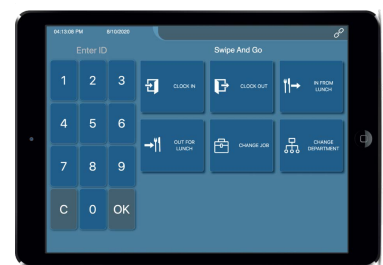 04:13:05 PM 8/10/2020
Enter ID
Swipe And Go
1 2 3
4 5 6
7 8 9
C 0 OK
CLOCK IN
CLOCK OUT
IN FROM
LUNCH
OUT FOR
LUNCH
CHANGE JOB
CHANGE
DEPARTMENT